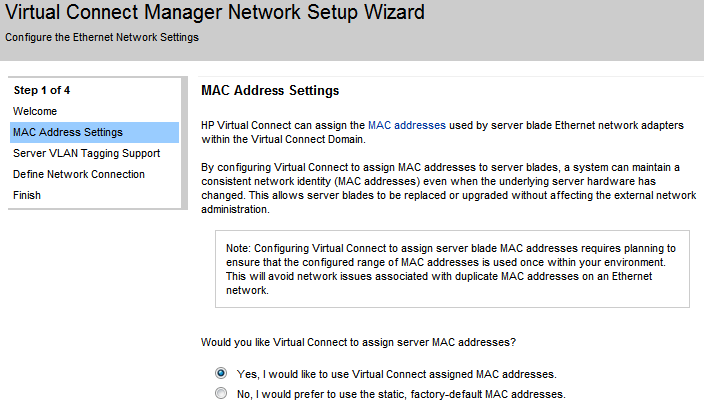 Virtual Connect Manager Network Setup Wizard
Configure the Ethernet Network Settings
Step 1 of 4
Welcome
MAC Address Settings
Server VLAN Tagging Support
Define Network Connection
Finish
MAC Address Settings
HP Virtual Connect can assign the MAC addresses used by server blade Ethernet network adapters
within the Virtual Connect Domain.
By configuring Virtual Connect to assign MAC addresses to server blades, a system can maintain a
consistent network identity (MAC addresses) even when the underlying server hardware has
changed. This allows server blades to be replaced or upgraded without affecting the external network
administration.
Note: Configuring Virtual Connect to assign server blade MAC addresses requires planning to
ensure that the configured range of MAC addresses is used once within your environment.
This will avoid network issues associated with duplicate MAC addresses on an Ethernet
network.
Would you like Virtual Connect to assign server MAC addresses?
Yes, I would like to use Virtual Connect assigned MAC addresses.
No, I would prefer to use the static, factory-default MAC addresses.